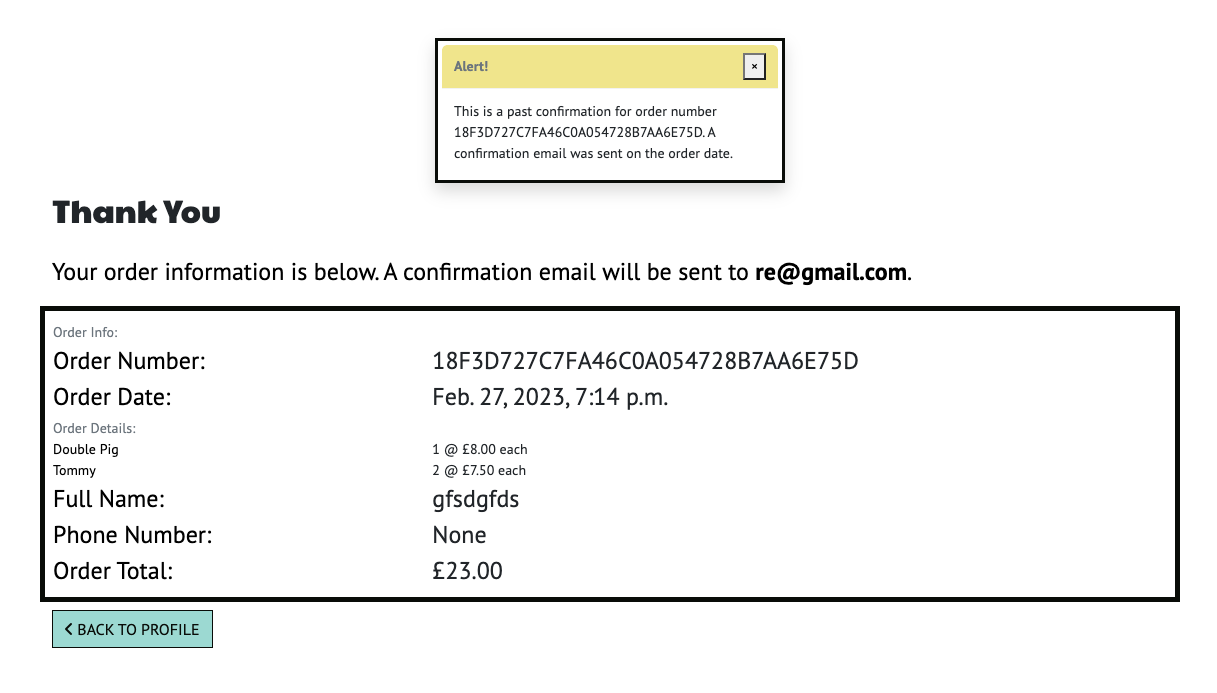 Alert!
×
This is a past confirmation for order number
18F3D727C7FA46C0A054728B7AA6E75D. A
confirmation email was sent on the order date.
Thank You
Your order information is below. A confirmation email will be sent to re@gmail.com.
Order Info:
Order Number: 18F3D727C7FA46C0A054728B7AA6E75D
Order Date: Feb. 27, 2023, 7:14 p.m.
Order Details:
Double Pig 1 @ £8.00 each
Tommy 2 @ £7.50 each
Full Name: gfsdgfds
Phone Number: None
Order Total: £23.00
BACK TO PROFILE